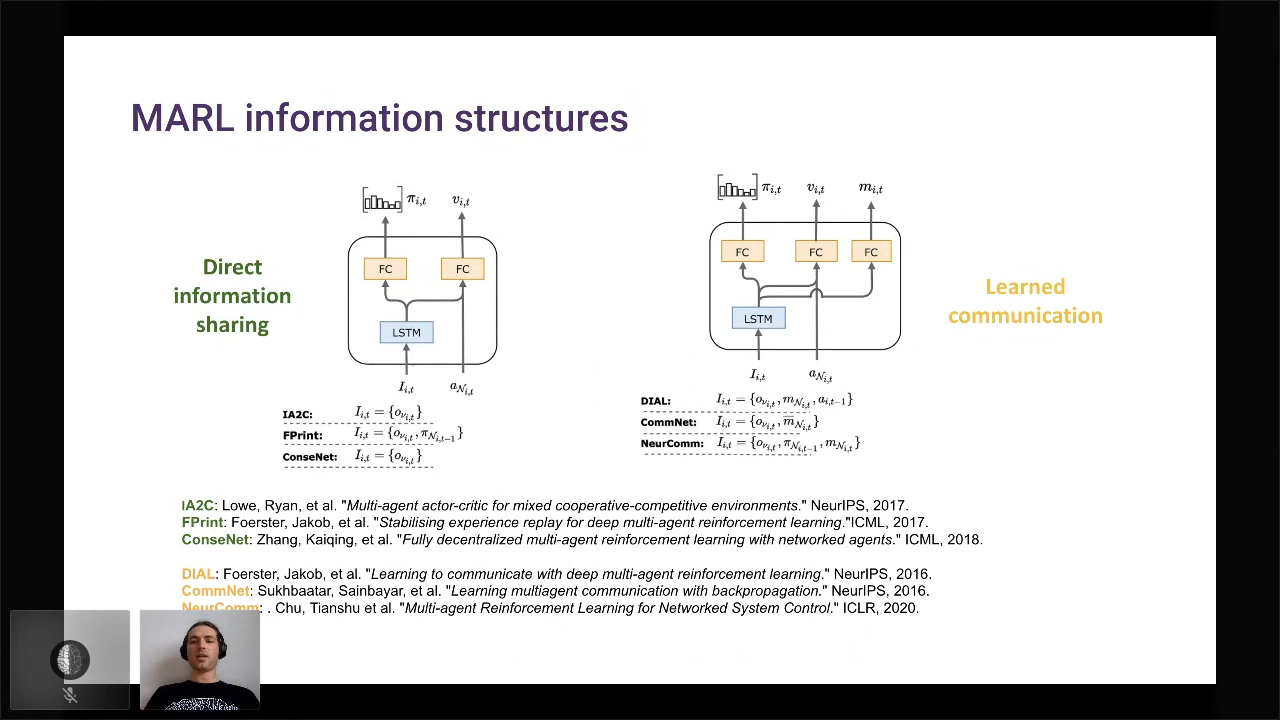 MARL information structures
π_{i,t} v_{i,t}
FC FC
LSTM
I_{i,t} a_{𝒩_{i,t}}
Direct
information
sharing
IA2C: I_{i,t} = {o_{ν_{i,t}}}
FPrint: I_{i,t} = {o_{ν_{i,t}}, π_{𝒩_{i,t-1}}}
ConseNet: I_{i,t} = {o_{ν_{i,t}}}
π_{i,t} v_{i,t} m_{i,t}
FC FC FC
LSTM
I_{i,t} a_{𝒩_{i,t}}
Learned
communication
DIAL: I_{i,t} = {o_{ν_{i,t}}, m_{𝒩_{i,t}}, a_{i,t-1}}
CommNet: I_{i,t} = {o_{ν_{i,t}}, m̅_{𝒩_{i,t}}}
NeurComm: I_{i,t} = {o_{ν_{i,t}}, π_{𝒩_{i,t-1}}, m_{𝒩_{i,t}}}
IA2C: Lowe, Ryan, et al. "Multi-agent actor-critic for mixed cooperative-competitive environments." NeurIPS, 2017.
FPrint: Foerster, Jakob, et al. "Stabilising experience replay for deep multi-agent reinforcement learning."ICML, 2017.
ConseNet: Zhang, Kaiqing, et al. "Fully decentralized multi-agent reinforcement learning with networked agents." ICML, 2018.
DIAL: Foerster, Jakob, et al. "Learning to communicate with deep multi-agent reinforcement learning." NeurIPS, 2016.
CommNet: Sukhbaatar, Sainbayar, et al. "Learning multiagent communication with backpropagation." NeurIPS, 2016.
NeurComm: . Chu, Tianshu et al. "Multi-agent Reinforcement Learning for Networked System Control." ICLR, 2020.